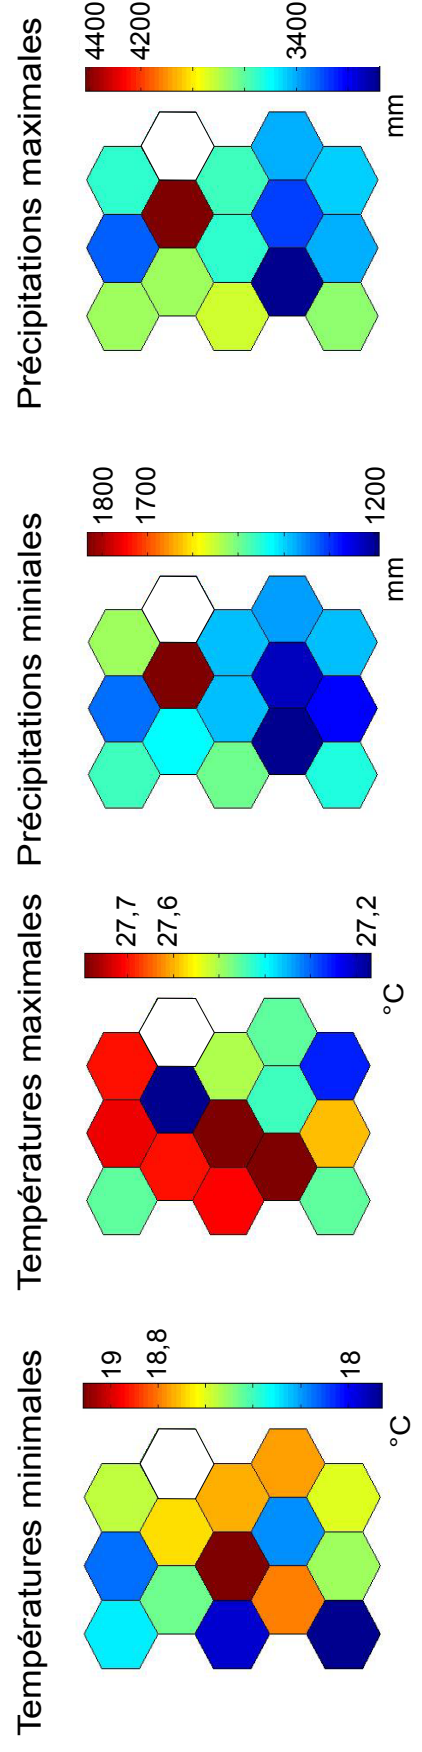 Températures minimales
19
18,8
18
°C
Températures maximales
27,7
27,6
27,2
°C
Précipitations miniales
1800
1700
1200
mm
Précipitations maximales
4400
4200
3400
mm